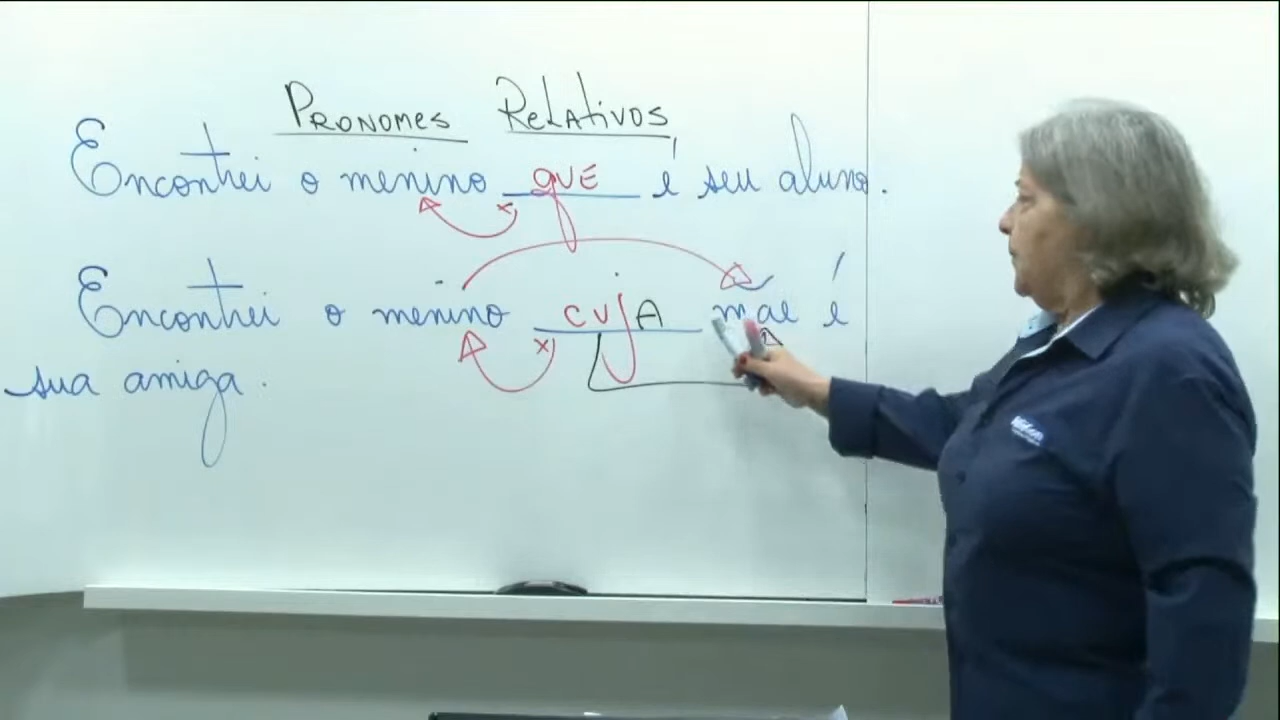 PRONOMES RELATIVOS
Encontrei o menino QUE é seu aluno.
Encontrei o menino CUJA mãe é
sua amiga.